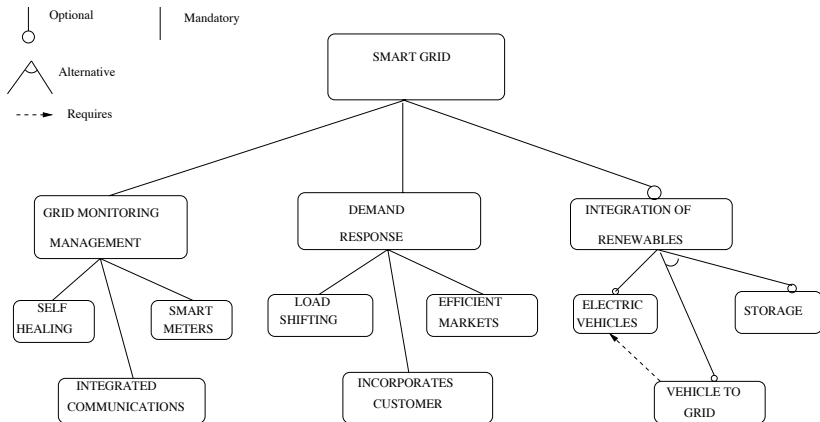 Optional
Mandatory
Alternative
Requires
SMART GRID
GRID MONITORING
MANAGEMENT
DEMAND
RESPONSE
INTEGRATION OF
RENEWABLES
SELF
HEALING
SMART
METERS
INTEGRATED
COMMUNICATIONS
LOAD
SHIFTING
EFFICIENT
MARKETS
INCORPORATES
CUSTOMER
ELECTRIC
VEHICLES
STORAGE
VEHICLE TO
GRID